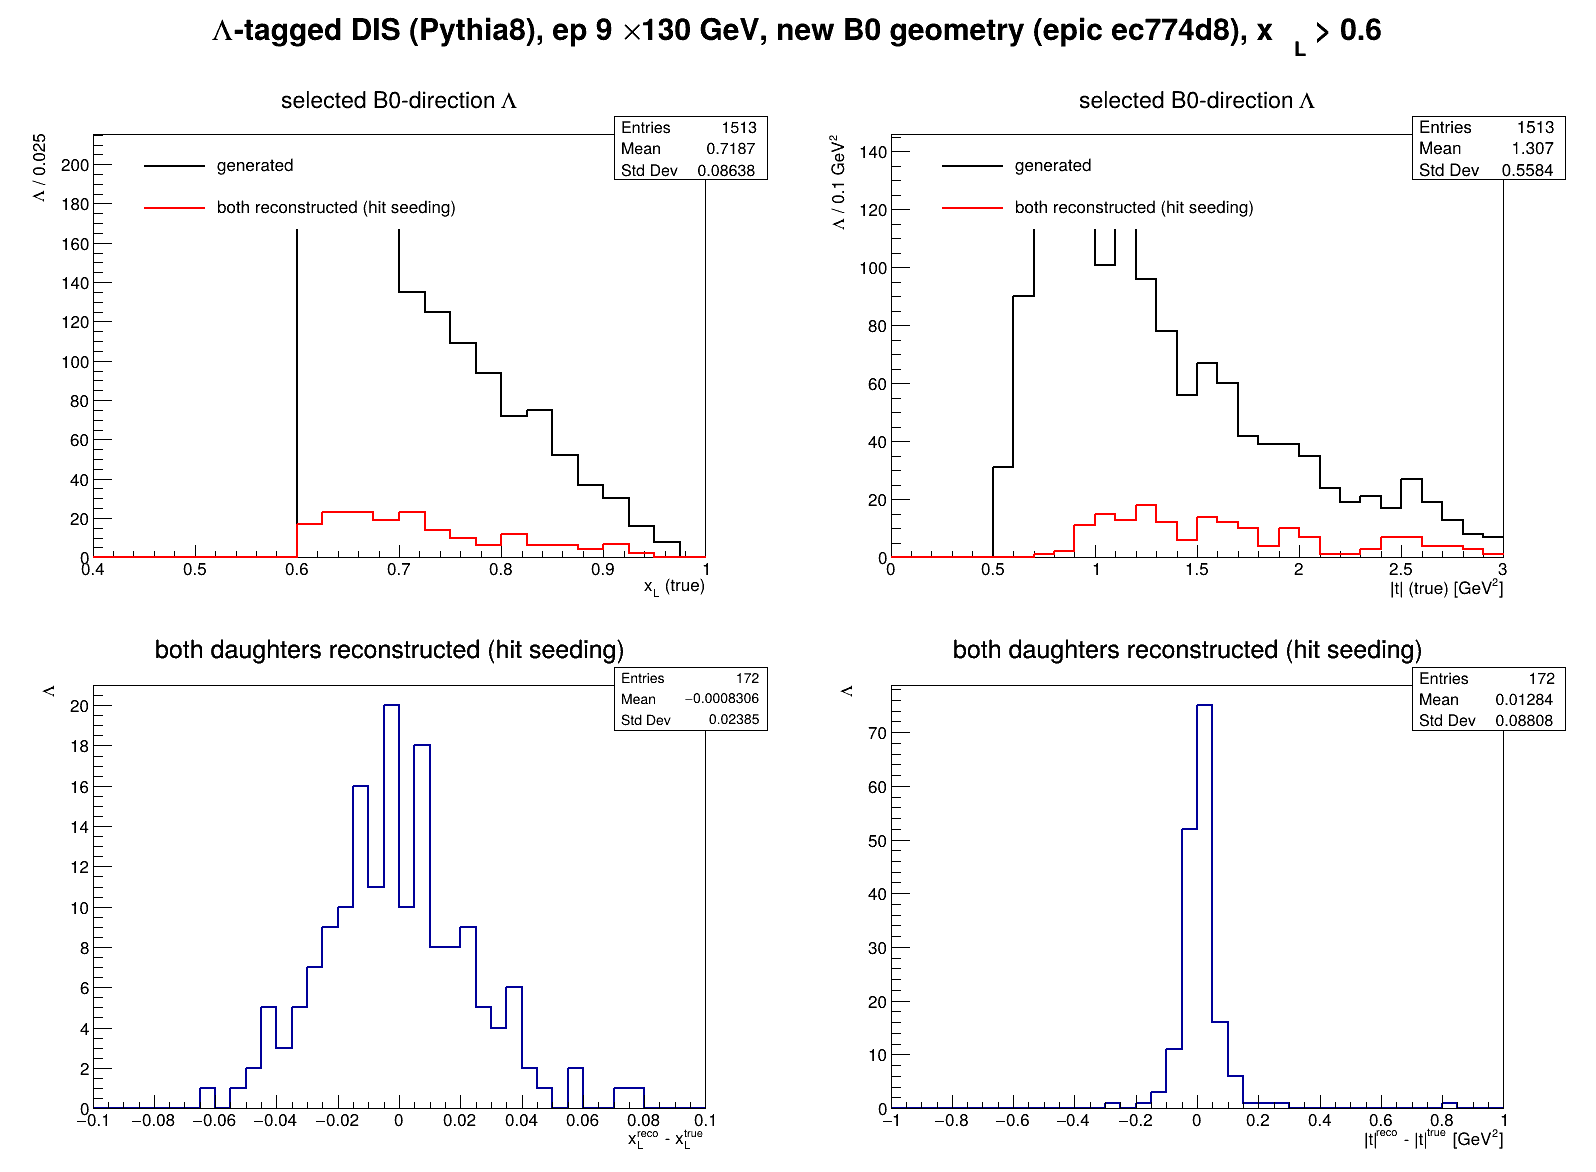 Λ-tagged DIS (Pythia8), ep 9 ×130 GeV, new B0 geometry (epic ec774d8), x_L > 0.6
selected B0-direction Λ
Entries 1513
Mean 0.7187
Std Dev 0.08638
generated
both reconstructed (hit seeding)
Λ / 0.025
200
180
160
140
120
100
80
60
40
20
0
0.4 0.5 0.6 0.7 0.8 0.9 1
x_L (true)
selected B0-direction Λ
Entries 1513
Mean 1.307
Std Dev 0.5584
generated
both reconstructed (hit seeding)
Λ / 0.1 GeV²
140
120
100
80
60
40
20
0
0 0.5 1 1.5 2 2.5 3
|t| (true) [GeV²]
both daughters reconstructed (hit seeding)
Entries 172
Mean −0.0008306
Std Dev 0.02385
Λ
20
18
16
14
12
10
8
6
4
2
0
−0.1 −0.08 −0.06 −0.04 −0.02 0 0.02 0.04 0.06 0.08 0.1
x_L^reco - x_L^true
both daughters reconstructed (hit seeding)
Entries 172
Mean 0.01284
Std Dev 0.08808
Λ
70
60
50
40
30
20
10
0
−1 −0.8 −0.6 −0.4 −0.2 0 0.2 0.4 0.6 0.8 1
|t|^reco - |t|^true [GeV²]